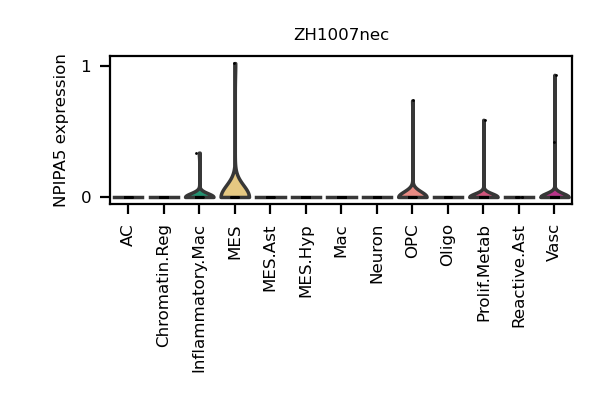 ZH1007nec
NPIPA5 expression
1
0
AC
Chromatin.Reg
Inflammatory.Mac
MES
MES.Ast
MES.Hyp
Mac
Neuron
OPC
Oligo
Prolif.Metab
Reactive.Ast
Vasc